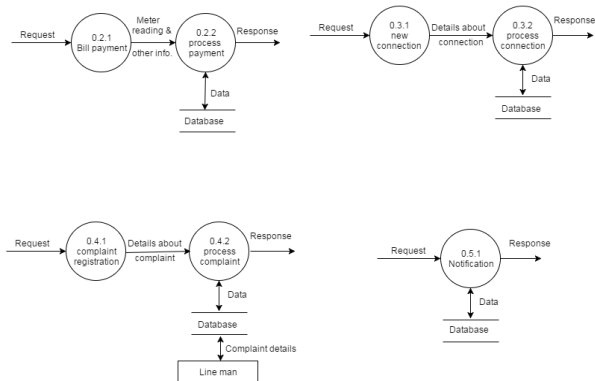 Request
0.2.1
Bill payment
Meter
reading &
other info.
0.2.2
process
payment
Response
Data
Database
Request
0.3.1
new
connection
Details about
connection
0.3.2
process
connection
Response
Data
Database
Request
0.4.1
complaint
registration
Details about
complaint
0.4.2
process
complaint
Response
Data
Database
Complaint details
Line man
Request
0.5.1
Notification
Response
Data
Database